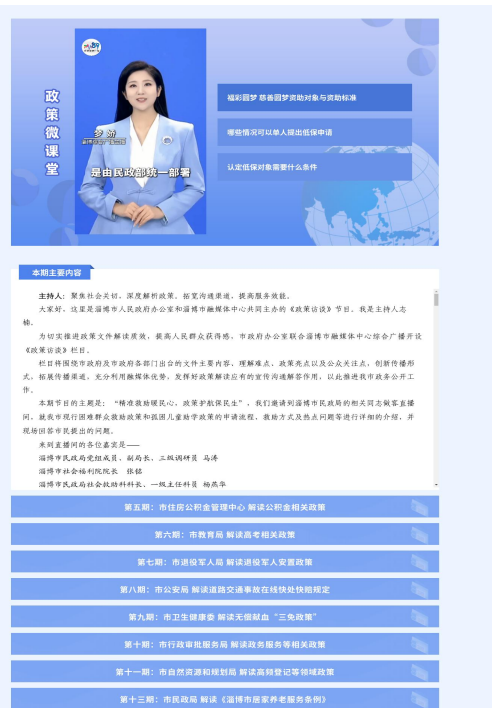 政策微课堂
梦娇
是由民政部统一部署
福彩圆梦 慈善圆梦资助对象与资助标准
哪些情况可以单人提出低保申请
认定低保对象需要什么条件
本期主要内容
主持人：聚焦社会关切，深度解析政策。拓宽沟通渠道，提高服务效能。
大家好，这里是淄博市人民政府办公室和淄博市融媒体中心共同主办的《政策访谈》节目。我是主持人志
楠。
为切实推进政策文件解读质效，提高人民群众获得感，市政府办公室联合淄博市融媒体中心综合广播开设
《政策访谈》栏目。
栏目将围绕市政府及市政府各部门出台的文件主要内容、理解难点、政策亮点以及公众关注点，创新传播形
式，拓展传播渠道，充分利用融媒体优势，发挥好政策解读应有的宣传沟通解答作用，以此推进我市政务公开工
作。
本期节目的主题是：“精准救助暖民心，政策护航保民生”，我们邀请到淄博市民政局的相关同志做客直播
间，就我市现行困难群众救助政策和孤困儿童助学政策的申请流程、救助方式及热点问题等进行详细的介绍，并
现场回答市民提出的问题。
来到直播间的各位嘉宾是——
淄博市民政局党组成员、副局长、三级调研员 马涛
淄博市社会福利院院长 张铭
淄博市民政局社会救助科科长、一级主任科员 杨燕华
第五期：市住房公积金管理中心 解读公积金相关政策
第六期：市教育局 解读高考相关政策
第七期：市退役军人局 解读退役军人安置政策
第八期：市公安局 解读道路交通事故在线快处快赔规定
第九期：市卫生健康委 解读无偿献血“三免政策”
第十期：市行政审批服务局 解读政务服务等相关政策
第十一期：市自然资源和规划局 解读高频登记等领域政策
第十三期：市民政局 解读《淄博市居家养老服务条例》